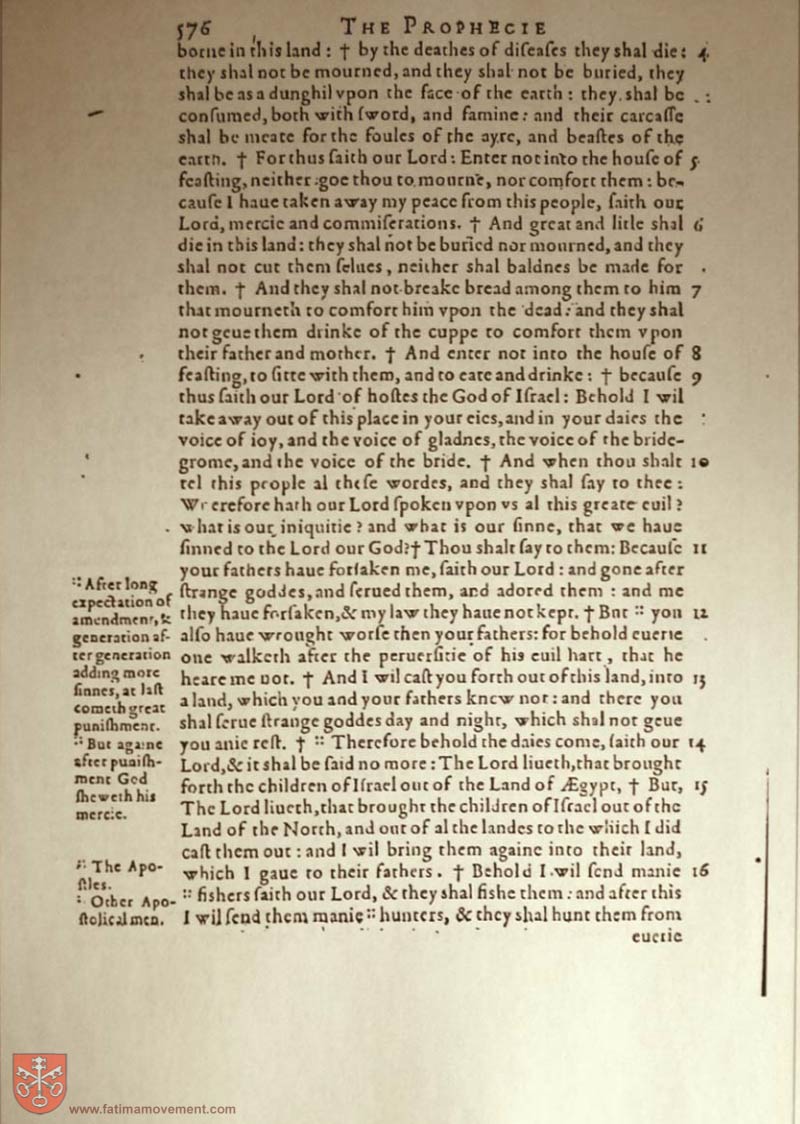 576 THE PROPHECIE
borne in this land : † by the deathes of diſeaſes they shal die: 4
they shal not be mourned, and they shal not be buried, they
shal be as a dunghil vpon the face of the earth : they shal be
conſumed, both with ſword, and famine: and their carcaſſe
shal be meate for the foules of the ayre, and beaſtes of the
earth. † For thus ſaith our Lord: Enter not into the houſe of 5
feaſting, neither goe thou to mourne, nor comfort them: be-
cauſe I haue taken away my peace from this people, ſaith our
Lord, mercie and commiſerations. † And great and litle shal 6
die in this land: they shal not be buried nor mourned, and they
shal not cut them ſelues, neither shal baldnes be made for
them. † And they shal not breake bread among them to him 7
that mourneth to comfort him vpon the dead: and they shal
not geue them drinke of the cuppe to comfort them vpon
their father and mother. † And enter not into the houſe of 8
feaſting, to ſitte with them, and to eate and drinke: † becauſe 9
thus ſaith our Lord of hoſtes the God of Iſrael: Behold I wil
take away out of this place in your eies, and in your daies the
voice of ioy, and the voice of gladnes, the voice of the bride-
grome, and the voice of the bride. † And when thou shalt 10
tel this people al theſe wordes, and they shal ſay to thee:
Wherefore hath our Lord ſpoken vpon vs al this greate euil?
what is our iniquitie? and what is our ſinne, that we haue
ſinned to the Lord our God? † Thou shalt ſay to them: Becauſe 11
your fathers haue forſaken me, ſaith our Lord: and gone after
ſtrange goddes, and ſerued them, and adored them : and me
they haue forſaken, & my law they haue not kept. † But :: you 12
alſo haue wrought worſe then your fathers: for behold euerie
one walketh after the peruerſitie of his euil hart, that he
heare me not. † And I wil caſt you forth out of this land, into 13
a land, which you and your fathers knew not: and there you
shal ſerue ſtrange goddes day and night, which shal not geue
you anie reſt. † :: Therefore behold the daies come, ſaith our 14
Lord, & it shal be ſaid no more: The Lord liueth, that brought
forth the children of Iſrael out of the Land of Ægypt, † But, 15
The Lord liueth, that brought the children of Iſrael out of the
Land of the North, and out of al the landes to the which I did
caſt them out: and I wil bring them againe into their land,
which I gaue to their fathers. † Behold I wil ſend manie 16
:: fishers ſaith our Lord, & they shal fishe them: and after this
I wil ſend them manie :: hunters, & they shal hunt them from
euerie
:: After long
expectation of
amendment, &
generation af-
ter generation
adding more
ſinnes, at laſt
cometh great
puniſhment.
:: But againe
after puniſh-
ment God
ſheweth his
mercie.
:: The Apo-
ſtles.
:: Other Apo-
ſtolical men.
www.fatimamovement.com